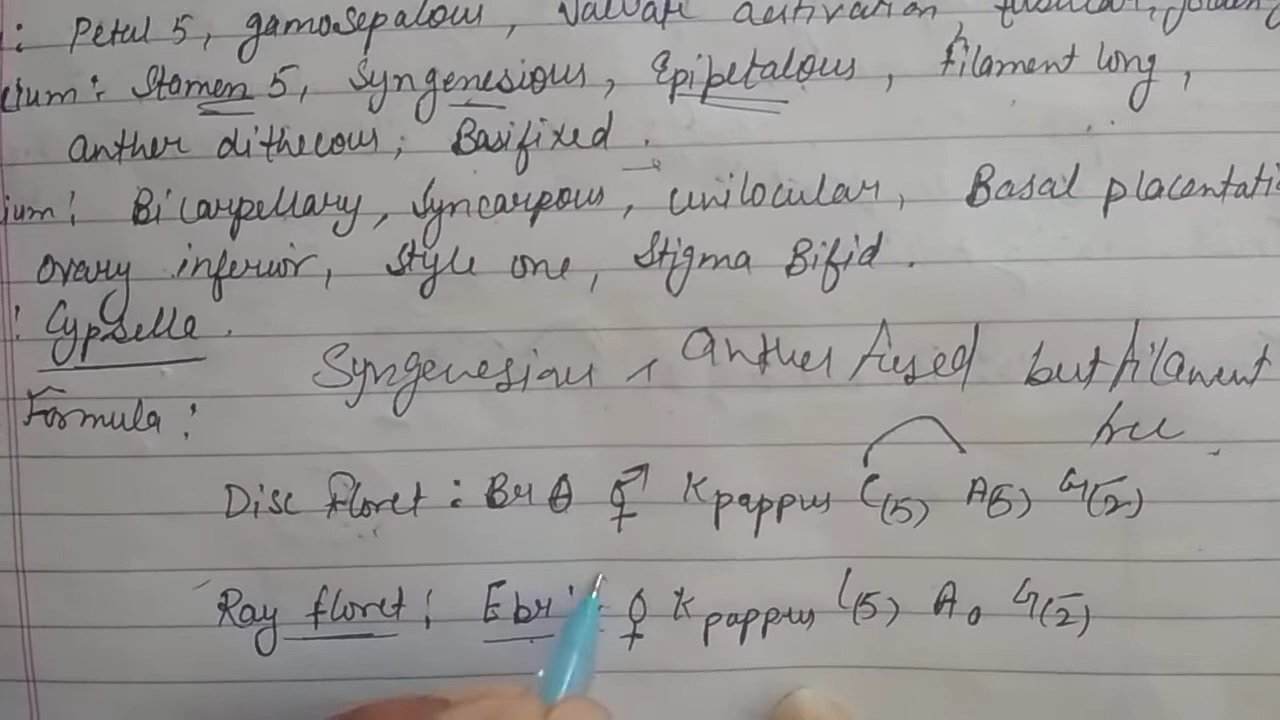 : Petal 5, gamosepalous, valvate aestivation, tubular,
ium: Stamen 5, Syngenesious, Epipetalous, filament long,
anther dithecous; Basifixed.
ium: Bicarpellary, Syncarpous, unilocular, Basal placentati
ovary inferior, style one, Stigma Bifid.
: Cypsella.
Syngenesious, anther fused but filament
free
Formula:
Disc floret: Br ⊕ ⚥ K pappus C(5) A(5) G(2)
Ray floret: Ebr ♀ K pappus C(5) A0 G(2)